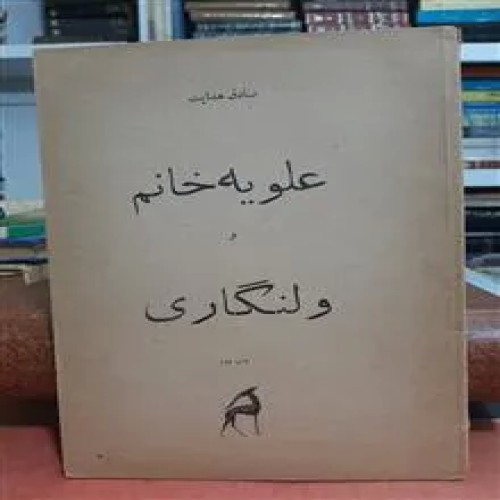 صادق هدایت
علویه خانم
و
ولنگاری